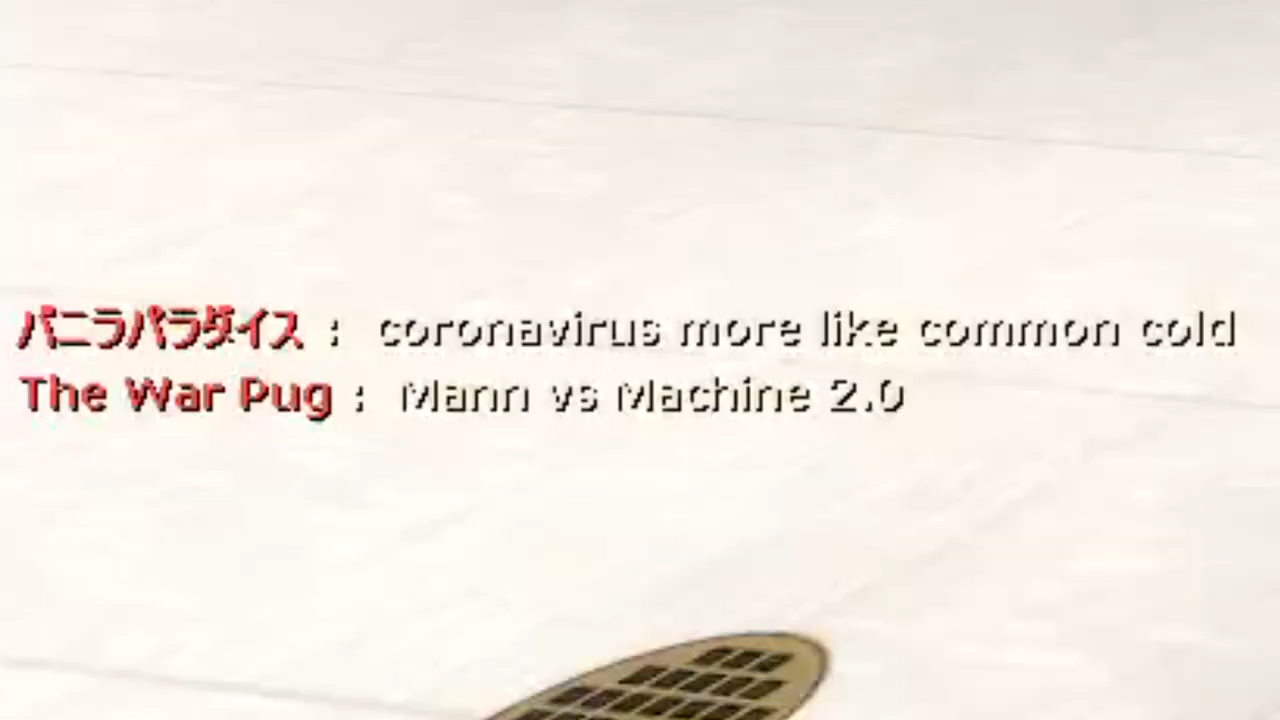 バニラパラダイス :  coronavirus more like common cold
The War Pug :  Mann vs Machine 2.0